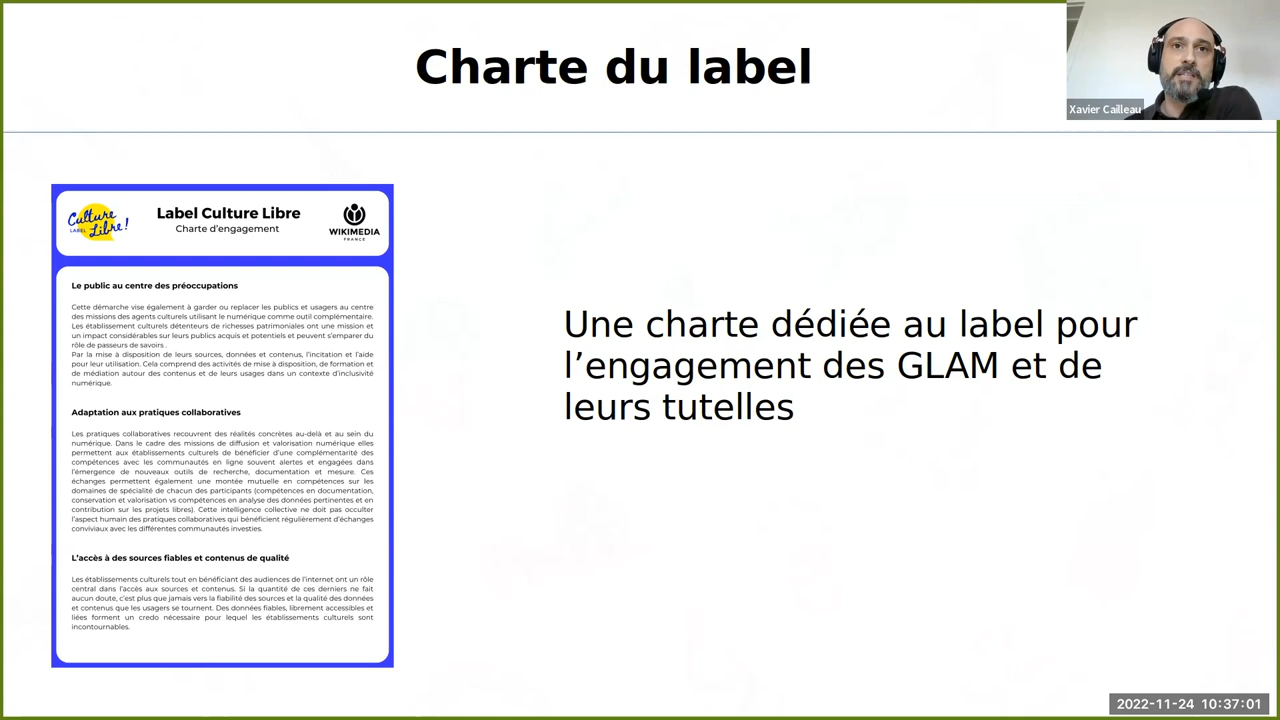 Charte du label
Xavier Cailleau
Culture
LABEL Libre!
Label Culture Libre
Charte d'engagement
WIKIMEDIA
FRANCE
Le public au centre des préoccupations
Cette démarche vise également à garder ou replacer les publics et usagers au centre
des missions des agents culturels utilisant le numérique comme outil complémentaire.
Les établissement culturels détenteurs de richesses patrimoniales ont une mission et
un impact considérables sur leurs publics acquis et potentiels et peuvent s'emparer du
rôle de passeurs de savoirs .
Par la mise à disposition de leurs sources, données et contenus, l'incitation et l'aide
pour leur utilisation. Cela comprend des activités de mise à disposition, de formation et
de médiation autour des contenus et de leurs usages dans un contexte d'inclusivité
numérique.
Adaptation aux pratiques collaboratives
Les pratiques collaboratives recouvrent des réalités concrètes au-delà et au sein du
numérique. Dans le cadre des missions de diffusion et valorisation numérique elles
permettent aux établissements culturels de bénéficier d'une complémentarité des
compétences avec les communautés en ligne souvent alertes et engagées dans
l'émergence de nouveaux outils de recherche, documentation et mesure. Ces
échanges permettent également une montée mutuelle en compétences sur les
domaines de spécialité de chacun des participants (compétences en documentation,
conservation et valorisation vs compétences en analyse des données pertinentes et en
contribution sur les projets libres). Cette intelligence collective ne doit pas occulter
l'aspect humain des pratiques collaboratives qui bénéficient régulièrement d'échanges
conviviaux avec les différentes communautés investies.
L'accès à des sources fiables et contenus de qualité
Les établissements culturels tout en bénéficiant des audiences de l'internet ont un rôle
central dans l'accès aux sources et contenus. Si la quantité de ces derniers ne fait
aucun doute, c'est plus que jamais vers la fiabilité des sources et la qualité des données
et contenus que les usagers se tournent. Des données fiables, librement accessibles et
liées forment un credo nécessaire pour lequel les établissements culturels sont
incontournables.
Une charte dédiée au label pour
l'engagement des GLAM et de
leurs tutelles
2022-11-24 10:37:01